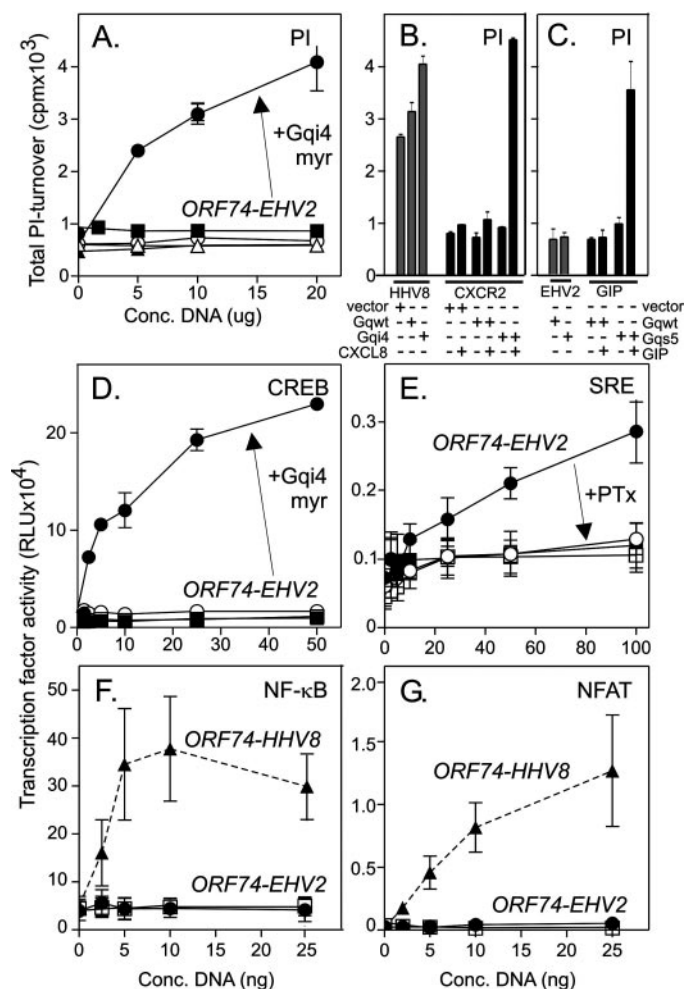 A. PI
Total PI-turnover (cpmx10³)
4
3
2
1
0
+Gqi4
myr
ORF74-EHV2
0 5 10 15 20
Conc. DNA (ug)
B. PI
4
3
2
1
0
HHV8 CXCR2
vector + - - + + - - - -
Gqwt - + - - - + + - -
Gqi4 - - + - - - - + +
CXCL8 - - - - + - + - +
C. PI
EHV2 GIP
- - - - - - vector
+ - + + - - Gqwt
- + - - + + Gqs5
- - - + - + GIP
Transcription factor activity (RLUx10⁴)
D. CREB
20
10
0
+Gqi4
myr
ORF74-EHV2
0 10 20 30 40 50
E. SRE
0.3
0.2
0.1
0
ORF74-EHV2
+PTx
0 20 40 60 80 100
F. NF-κB
50
40
30
20
10
0
ORF74-HHV8
ORF74-EHV2
0 5 10 15 20 25
Conc. DNA (ng)
G. NFAT
2.0
1.5
1.0
0.5
0
ORF74-HHV8
ORF74-EHV2
0 5 10 15 20 25
Conc. DNA (ng)